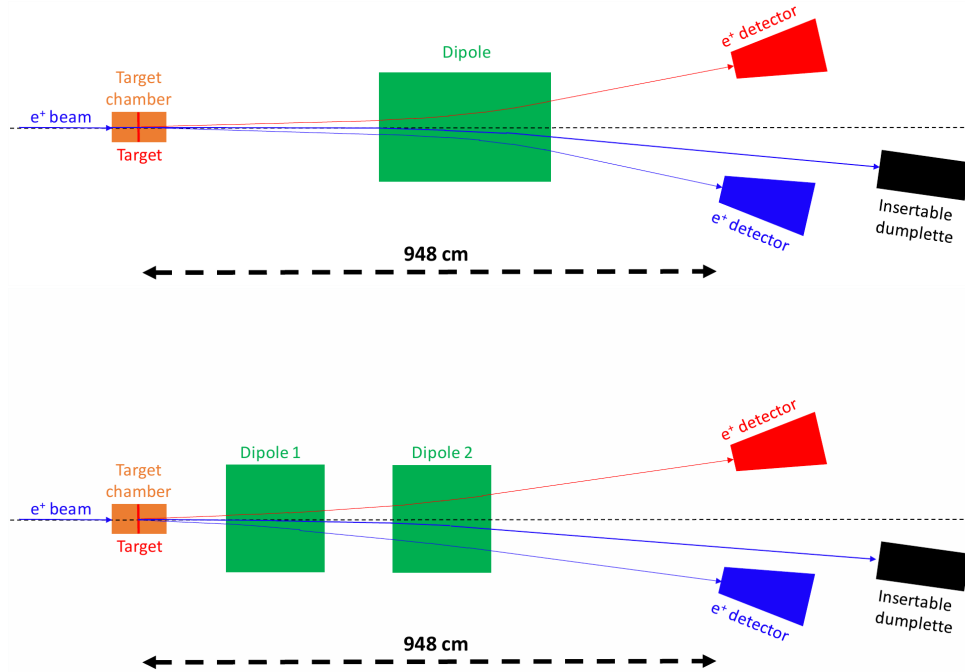 e⁺ detector
Dipole
Target
chamber
e⁺ beam
Target
e⁺ detector
Insertable
dumplette
948 cm
e⁺ detector
Dipole 1
Dipole 2
Target
chamber
e⁺ beam
Target
e⁺ detector
Insertable
dumplette
948 cm